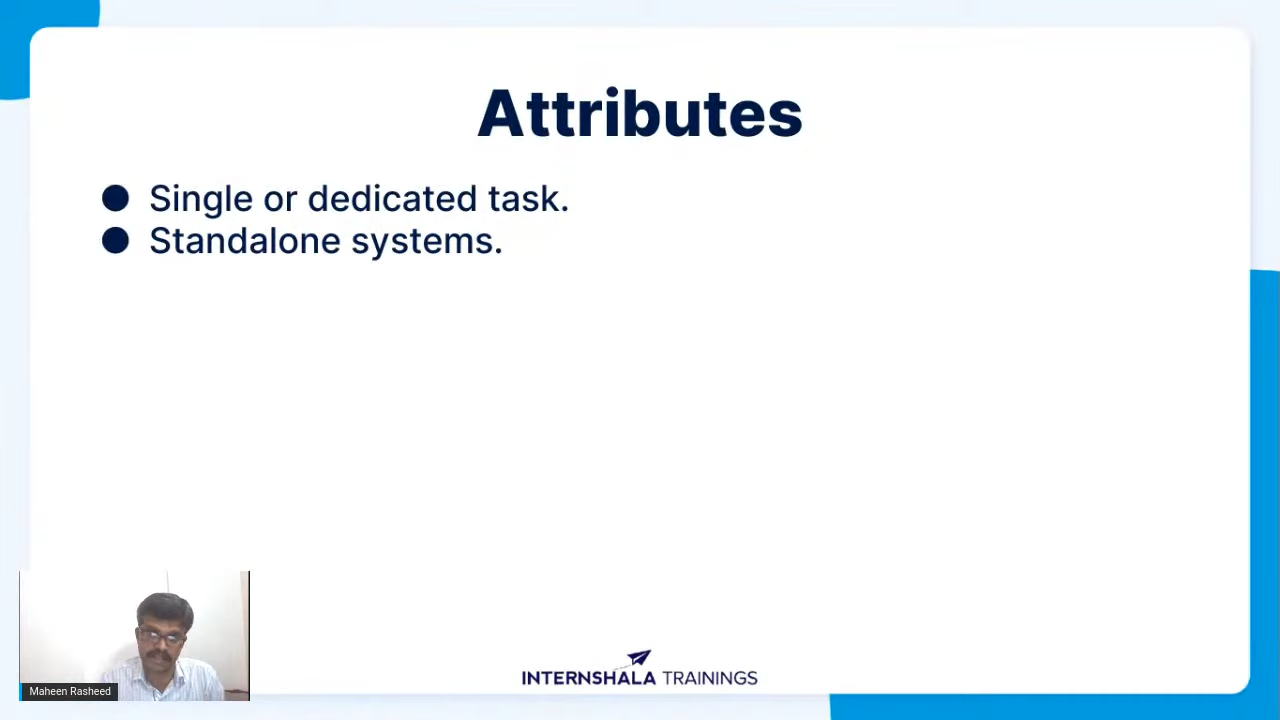 Attributes
● Single or dedicated task.
● Standalone systems.
Maheen Rasheed
INTERNSHALA TRAININGS